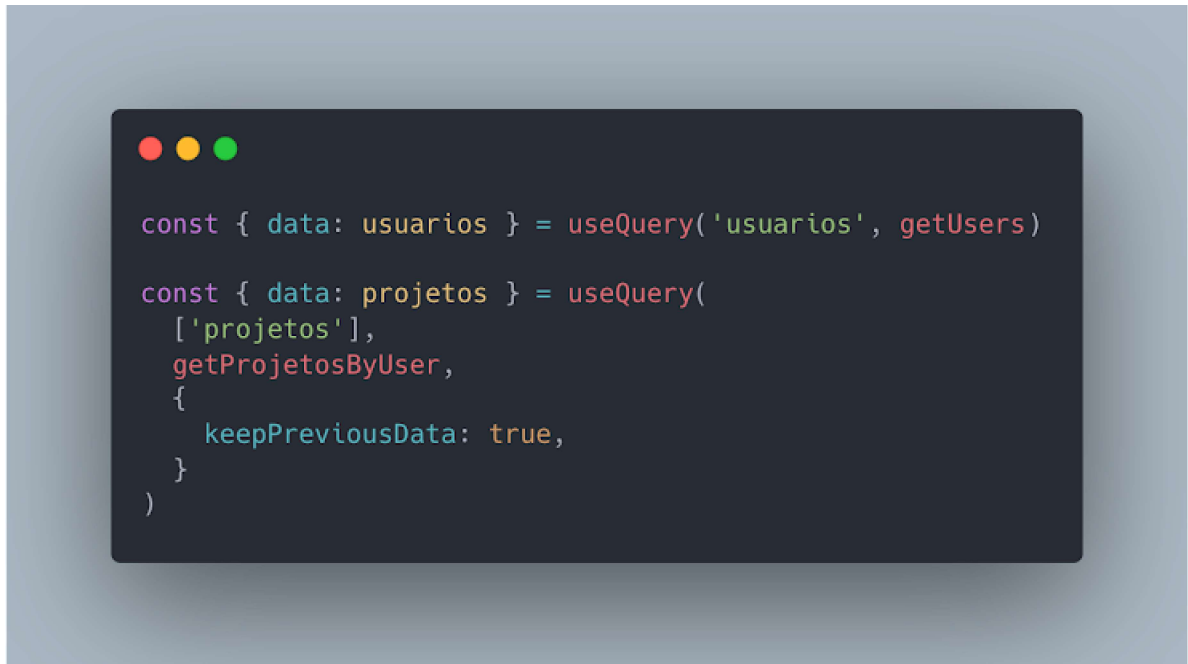 const { data: usuarios } = useQuery('usuarios', getUsers)
const { data: projetos } = useQuery(
['projetos'],
getProjetosByUser,
{
keepPreviousData: true,
}
)